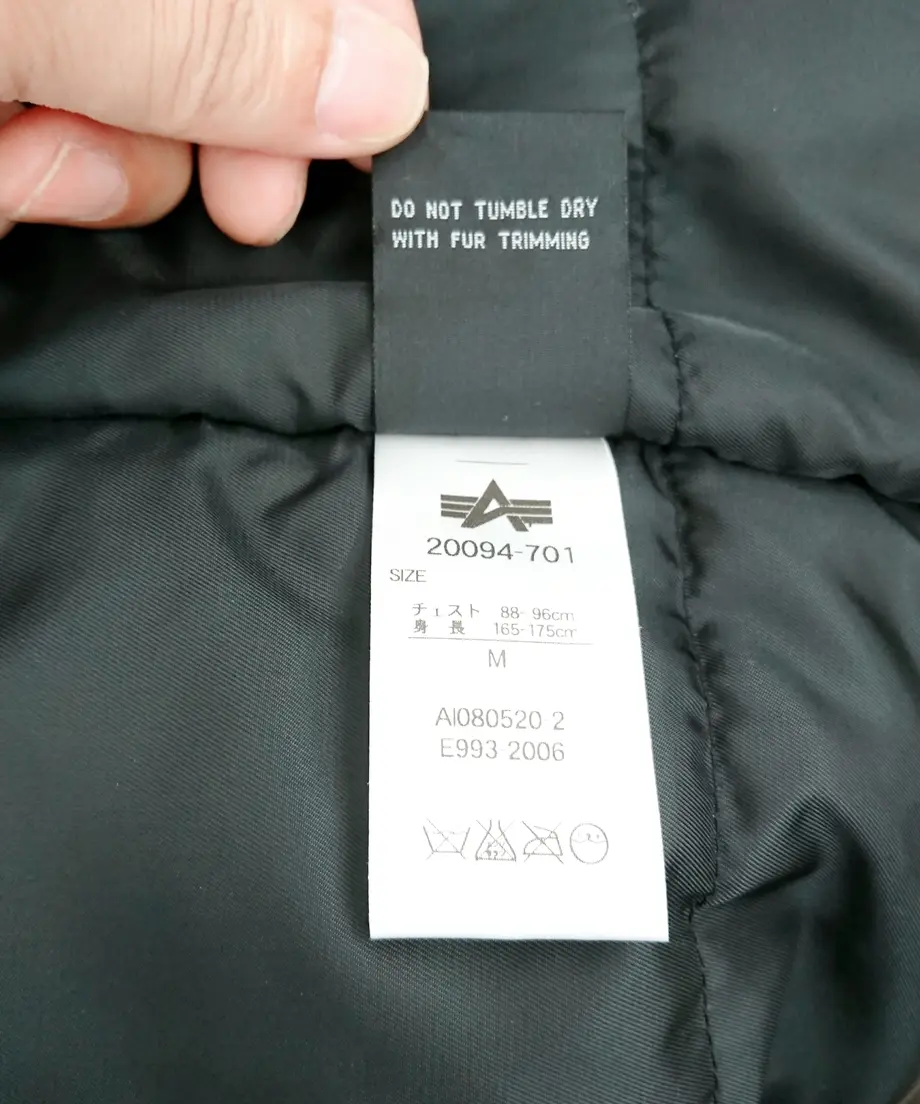 DO NOT TUMBLE DRY
WITH FUR TRIMMING
20094-701
SIZE
チェスト 88-96cm
身 長 165-175cm
M
AI080520 2
E993 2006